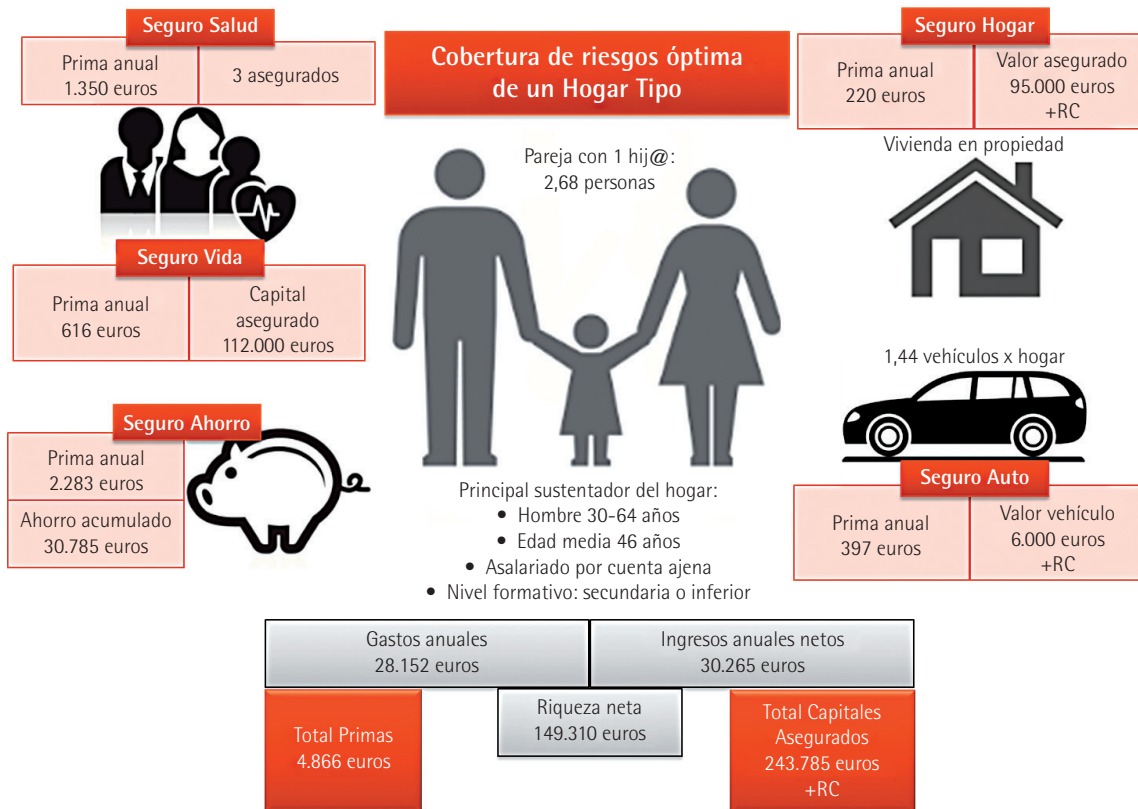 Seguro Salud
Prima anual
1.350 euros
3 asegurados
Cobertura de riesgos óptima
de un Hogar Tipo
Seguro Hogar
Prima anual
220 euros
Valor asegurado
95.000 euros
+RC
Pareja con 1 hij@:
2,68 personas
Vivienda en propiedad
Seguro Vida
Prima anual
616 euros
Capital
asegurado
112.000 euros
1,44 vehículos x hogar
Seguro Ahorro
Prima anual
2.283 euros
Ahorro acumulado
30.785 euros
Seguro Auto
Prima anual
397 euros
Valor vehículo
6.000 euros
+RC
Principal sustentador del hogar:
• Hombre 30-64 años
• Edad media 46 años
• Asalariado por cuenta ajena
• Nivel formativo: secundaria o inferior
Gastos anuales
28.152 euros
Ingresos anuales netos
30.265 euros
Total Primas
4.866 euros
Riqueza neta
149.310 euros
Total Capitales
Asegurados
243.785 euros
+RC